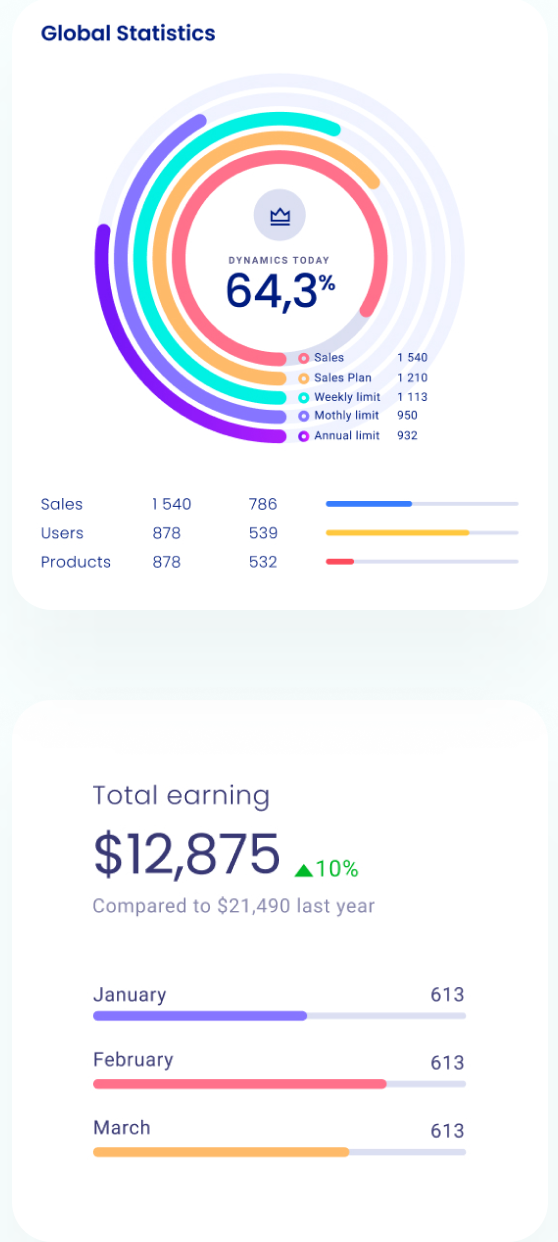 Global Statistics
DYNAMICS TODAY
64,3%
Sales 1 540
Sales Plan 1 210
Weekly limit 1 113
Mothly limit 950
Annual limit 932
Sales 1 540 786
Users 878 539
Products 878 532
Total earning
$12,875 10%
Compared to $21,490 last year
January 613
February 613
March 613